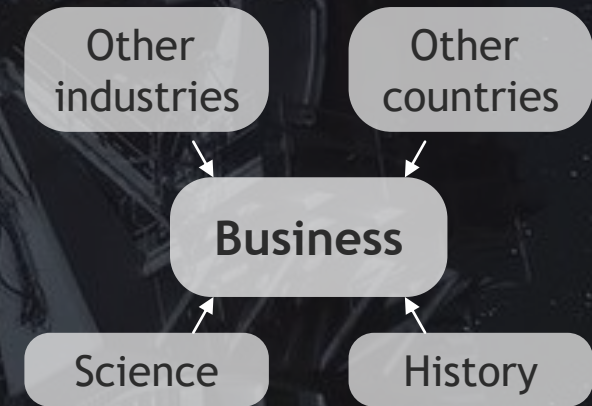 Other
industries
Other
countries
Business
Science
History